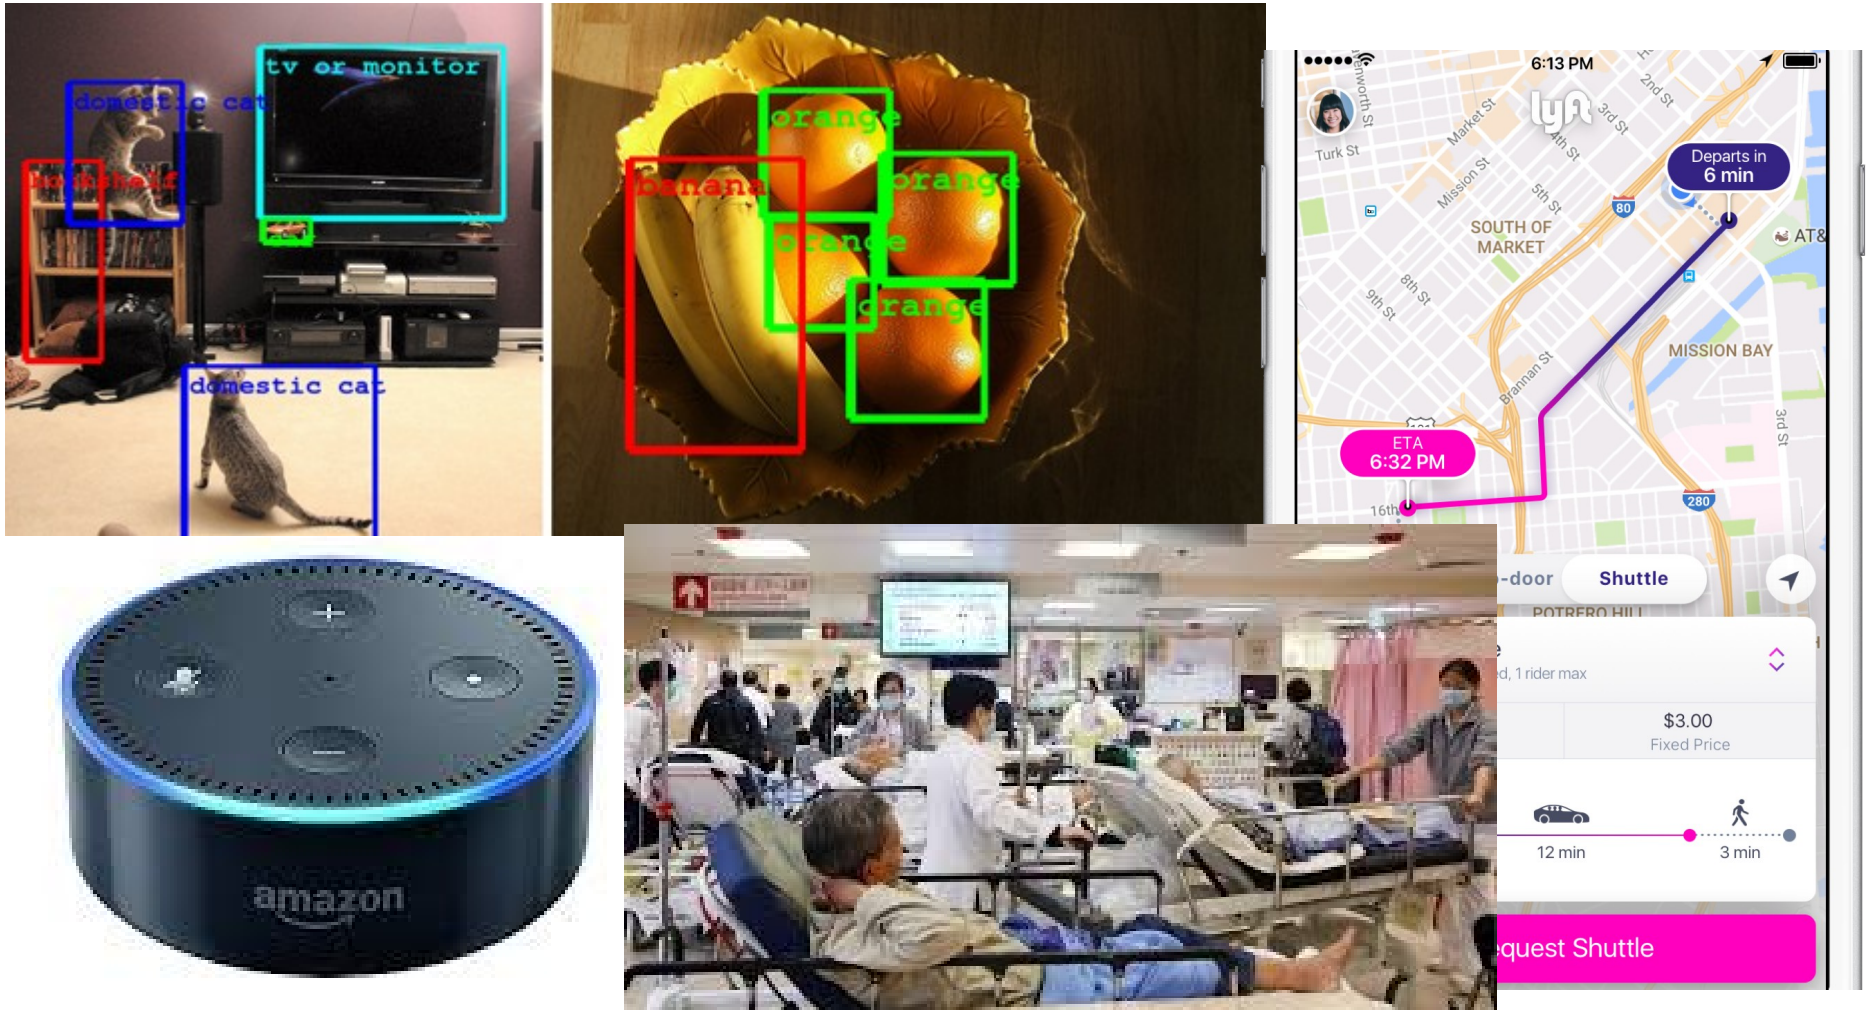 tv or monitor
domestic cat
bookshelf
car
domestic cat
orange
banana
orange
orange
orange
6:13 PM
lyft
2nd St
3rd St
4th St
Market St
Turk St
Mission St
5th St
Departs in
6 min
80
SOUTH OF
MARKET
AT&
8th St
9th St
MISSION BAY
Brannan St
3rd St
ETA
6:32 PM
280
16th
-door
Shuttle
POTRERO HILL
d, 1 rider max
$3.00
Fixed Price
12 min
3 min
quest Shuttle
amazon